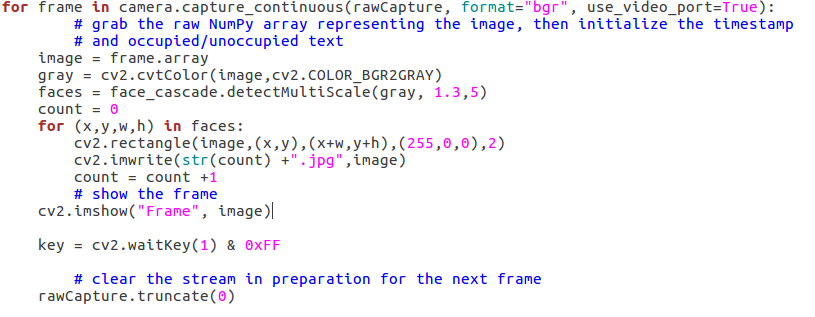 for frame in camera.capture_continuous(rawCapture, format="bgr", use_video_port=True):
        # grab the raw NumPy array representing the image, then initialize the timestamp
        # and occupied/unoccupied text
    image = frame.array
    gray = cv2.cvtColor(image,cv2.COLOR_BGR2GRAY)
    faces = face_cascade.detectMultiScale(gray, 1.3,5)
    count = 0
    for (x,y,w,h) in faces:
        cv2.rectangle(image,(x,y),(x+w,y+h),(255,0,0),2)
        cv2.imwrite(str(count) +".jpg",image)
        count = count +1
        # show the frame
    cv2.imshow("Frame", image)

    key = cv2.waitKey(1) & 0xFF

        # clear the stream in preparation for the next frame
    rawCapture.truncate(0)